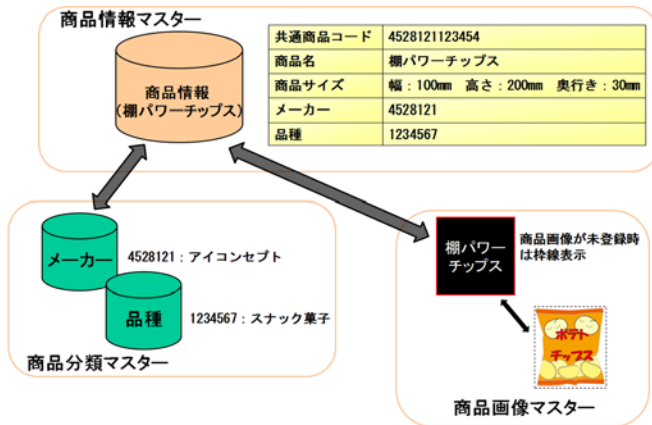 商品情報マスター
商品情報
(棚パワーチップス)
共通商品コード 4528121123454
商品名 棚パワーチップス
商品サイズ 幅：100mm 高さ：200mm 奥行き：30mm
メーカー 4528121
品種 1234567
メーカー
4528121：アイコンセプト
品種
1234567：スナック菓子
商品分類マスター
棚パワー
チップス
商品画像が未登録時
は枠線表示
ポテト
チップス
商品画像マスター